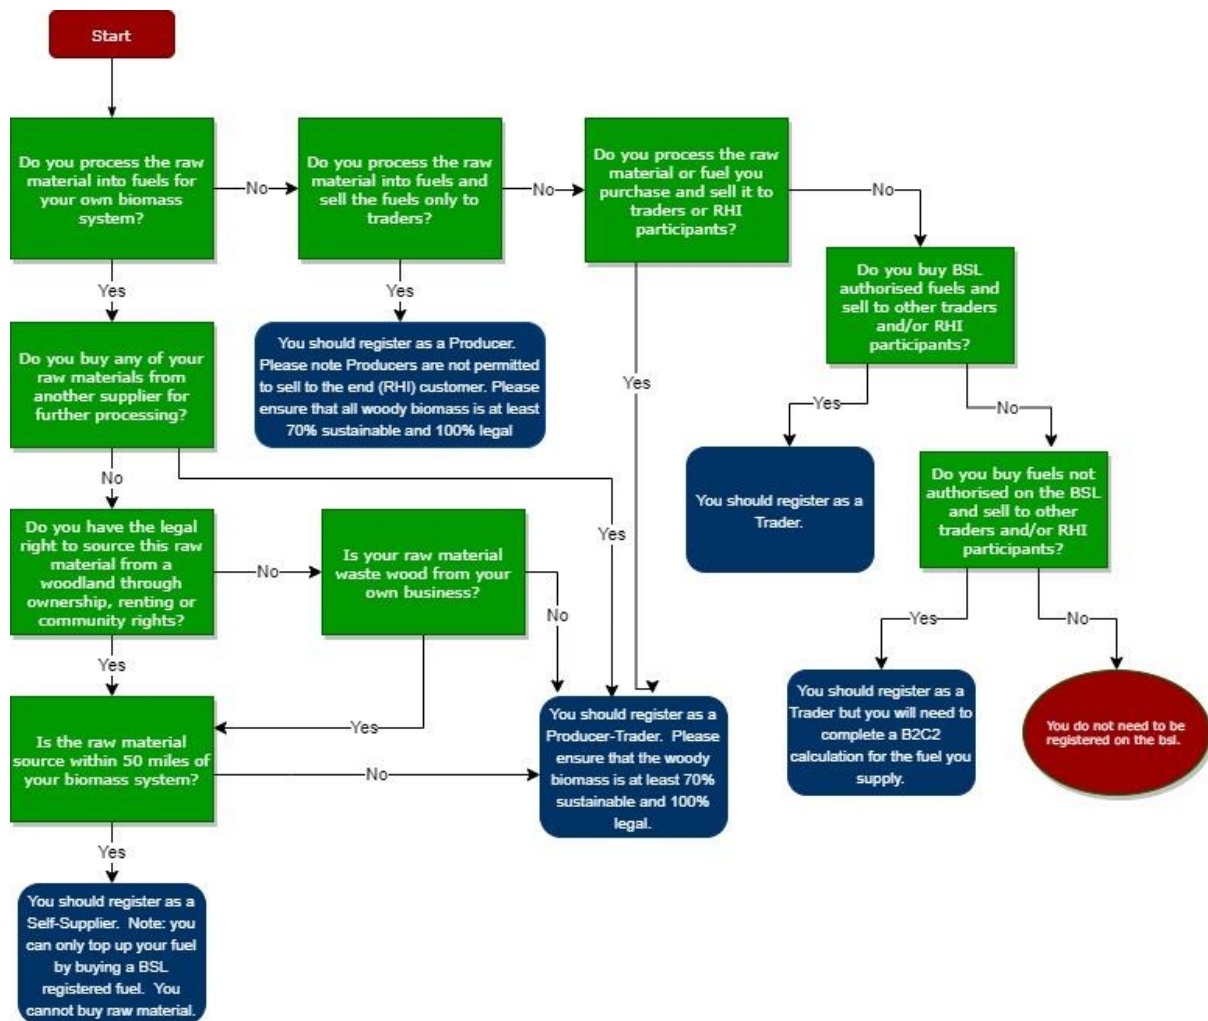 Start
Do you process the raw
material into fuels for
your own biomass
system?
No
Do you process the raw
material into fuels and
sell the fuels only to
traders?
No
Do you process the raw
material or fuel you
purchase and sell it to
traders or RHI
participants?
No
Yes
Yes
Do you buy BSL
authorised fuels and
sell to other traders
and/or RHI
participants?
Do you buy any of your
raw materials from
another supplier for
further processing?
You should register as a Producer.
Please note Producers are not permitted
to sell to the end (RHI) customer. Please
ensure that all woody biomass is at least
70% sustainable and 100% legal
Yes
Yes
No
No
You should register as a
Trader.
Do you buy fuels not
authorised on the BSL
and sell to other
traders and/or RHI
participants?
Do you have the legal
right to source this raw
material from a
woodland through
ownership, renting or
community rights?
No
Is your raw material
waste wood from your
own business?
Yes
No
Yes
No
Yes
Yes
You should register as a
Producer-Trader. Please
ensure that the woody
biomass is at least 70%
sustainable and 100%
legal.
You should register as a
Trader but you will need to
complete a B2C2
calculation for the fuel you
supply.
You do not need to be
registered on the bsl.
Is the raw material
source within 50 miles of
your biomass system?
No
Yes
You should register as a
Self-Supplier. Note: you
can only top up your fuel
by buying a BSL
registered fuel. You
cannot buy raw material.